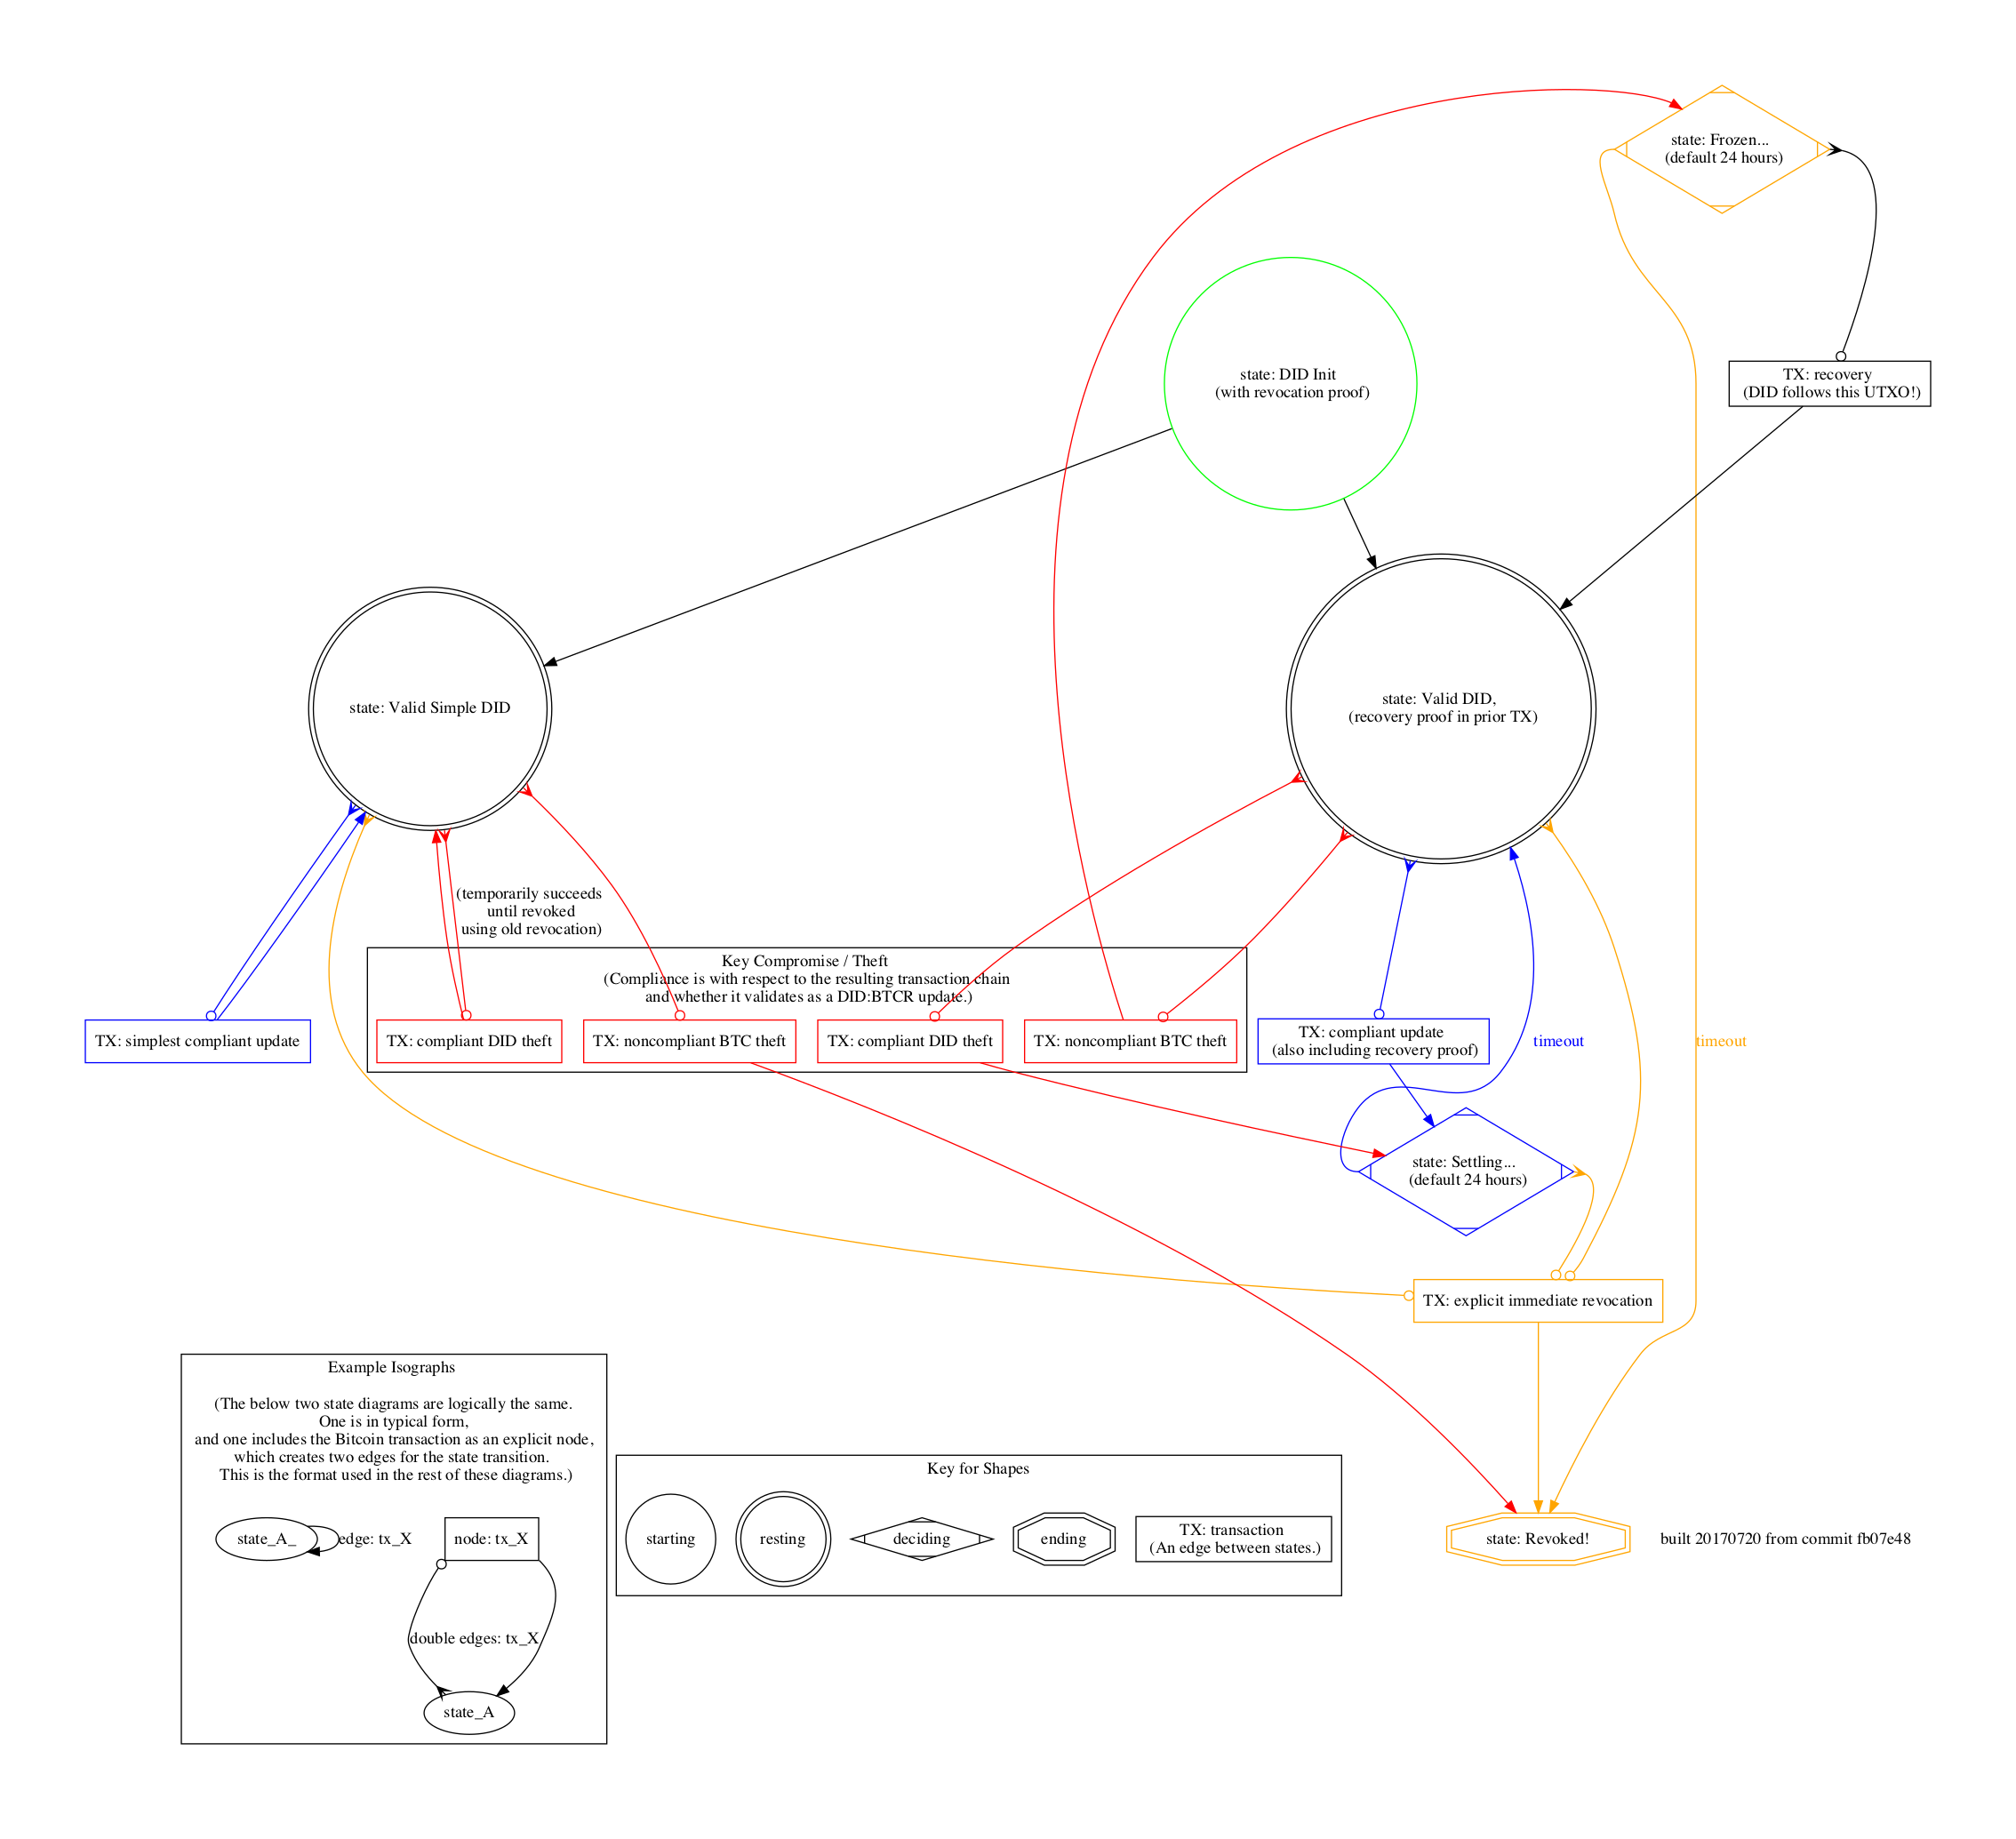 state: Frozen...
(default 24 hours)
state: DID Init
(with revocation proof)
TX: recovery
(DID follows this UTXO!)
state: Valid Simple DID
state: Valid DID,
(recovery proof in prior TX)
(temporarily succeeds
until revoked
using old revocation)
Key Compromise / Theft
(Compliance is with respect to the resulting transaction chain
and whether it validates as a DID:BTCR update.)
TX: simplest compliant update
TX: compliant DID theft
TX: noncompliant BTC theft
TX: compliant DID theft
TX: noncompliant BTC theft
TX: compliant update
(also including recovery proof)
timeout
timeout
state: Settling...
(default 24 hours)
TX: explicit immediate revocation
Example Isographs
(The below two state diagrams are logically the same.
One is in typical form,
and one includes the Bitcoin transaction as an explicit node,
which creates two edges for the state transition.
This is the format used in the rest of these diagrams.)
state_A_
edge: tx_X
node: tx_X
double edges: tx_X
state_A
Key for Shapes
starting
resting
deciding
ending
TX: transaction
(An edge between states.)
state: Revoked!
built 20170720 from commit fb07e48